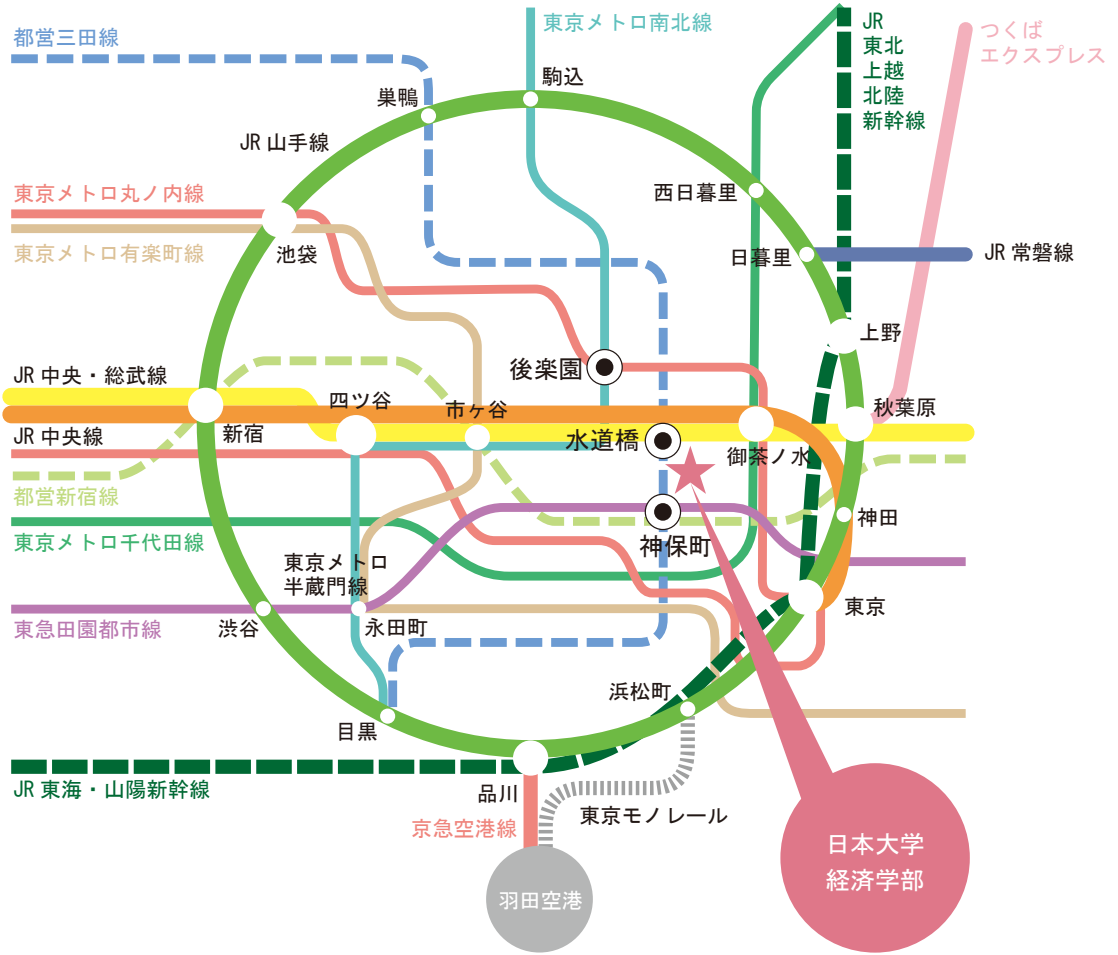 都営三田線
東京メトロ南北線
JR
東北
上越
北陸
新幹線
つくば
エクスプレス
駒込
巣鴨
JR 山手線
東京メトロ丸ノ内線
西日暮里
東京メトロ有楽町線
池袋
日暮里
JR 常磐線
上野
後楽園
JR 中央・総武線
四ツ谷
市ヶ谷
秋葉原
新宿
JR 中央線
水道橋
御茶ノ水
都営新宿線
神田
東京メトロ千代田線
神保町
東京メトロ
半蔵門線
東京
東急田園都市線
渋谷
永田町
浜松町
目黒
JR 東海・山陽新幹線
品川
東京モノレール
京急空港線
日本大学
経済学部
羽田空港